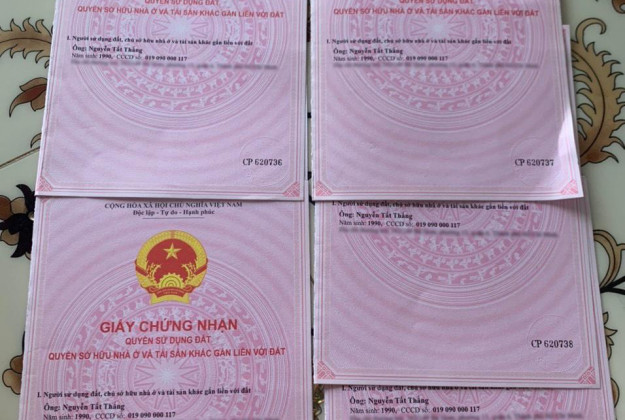 QUYỀN SỬ DỤNG ĐẤT
QUYỀN SỞ HỮU NHÀ Ở VÀ TÀI SẢN KHÁC GẮN LIỀN VỚI ĐẤT
I. Người sử dụng đất, chủ sở hữu nhà ở và tài sản khác gắn liền với đất
Ông: Nguyễn Tất Thắng
Năm sinh: 1990, CCCD số: 019 090 000 117
CP 620736
QUYỀN SỬ DỤNG ĐẤT
QUYỀN SỞ HỮU NHÀ Ở VÀ TÀI SẢN KHÁC GẮN LIỀN VỚI ĐẤT
I. Người sử dụng đất, chủ sở hữu nhà ở và tài sản khác gắn liền với đất
Ông: Nguyễn Tất Thắng
Năm sinh: 1990, CCCD số: 019 090 000 117
CP 620737
CỘNG HÒA XÃ HỘI CHỦ NGHĨA VIỆT NAM
Độc lập - Tự do - Hạnh phúc
GIẤY CHỨNG NHẬN
QUYỀN SỬ DỤNG ĐẤT
QUYỀN SỞ HỮU NHÀ Ở VÀ TÀI SẢN KHÁC GẮN LIỀN VỚI ĐẤT
I. Người sử dụng đất, chủ sở hữu nhà ở và tài sản khác gắn liền với đất
Ông: Nguyễn Tất Thắng
Năm sinh: 1990, CCCD số: 019 090 000 117
I. Người sử dụng đất, chủ sở hữu nhà ở và tài sản khác gắn liền với đất
Ông: Nguyễn Tất Thắng
Năm sinh: 1990, CCCD số: 019 090 000 117
CP 620738
I. Người sử dụng đất, chủ sở hữu nhà ở và tài sản khác gắn liền với đất
Ông: Nguyễn Tất Thắng
Năm sinh: 1990, CCCD số: 019 090 000 117